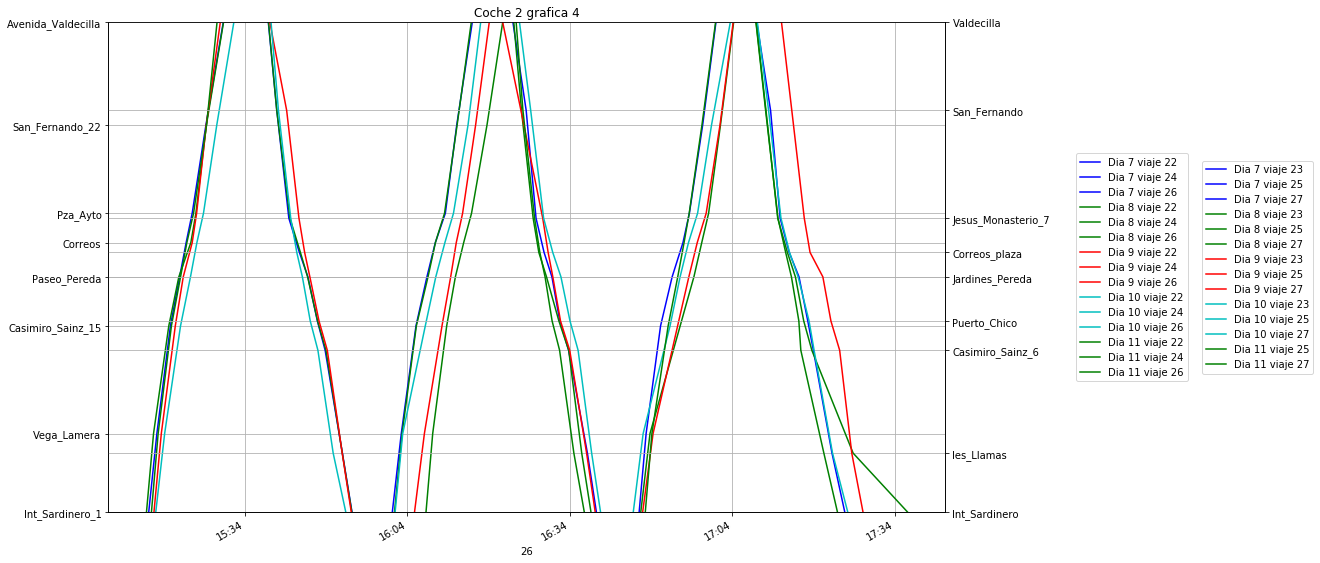 Coche 2 grafica 4
Avenida_Valdecilla
San_Fernando_22
Pza_Ayto
Correos
Paseo_Pereda
Casimiro_Sainz_15
Vega_Lamera
Int_Sardinero_1
Valdecilla
San_Fernando
Jesus_Monasterio_7
Correos_plaza
Jardines_Pereda
Puerto_Chico
Casimiro_Sainz_6
Ies_Llamas
Int_Sardinero
15:34
16:04
16:34
17:04
17:34
26
Dia 7 viaje 22
Dia 7 viaje 24
Dia 7 viaje 26
Dia 8 viaje 22
Dia 8 viaje 24
Dia 8 viaje 26
Dia 9 viaje 22
Dia 9 viaje 24
Dia 9 viaje 26
Dia 10 viaje 22
Dia 10 viaje 24
Dia 10 viaje 26
Dia 11 viaje 22
Dia 11 viaje 24
Dia 11 viaje 26
Dia 7 viaje 23
Dia 7 viaje 25
Dia 7 viaje 27
Dia 8 viaje 23
Dia 8 viaje 25
Dia 8 viaje 27
Dia 9 viaje 23
Dia 9 viaje 25
Dia 9 viaje 27
Dia 10 viaje 23
Dia 10 viaje 25
Dia 10 viaje 27
Dia 11 viaje 25
Dia 11 viaje 27